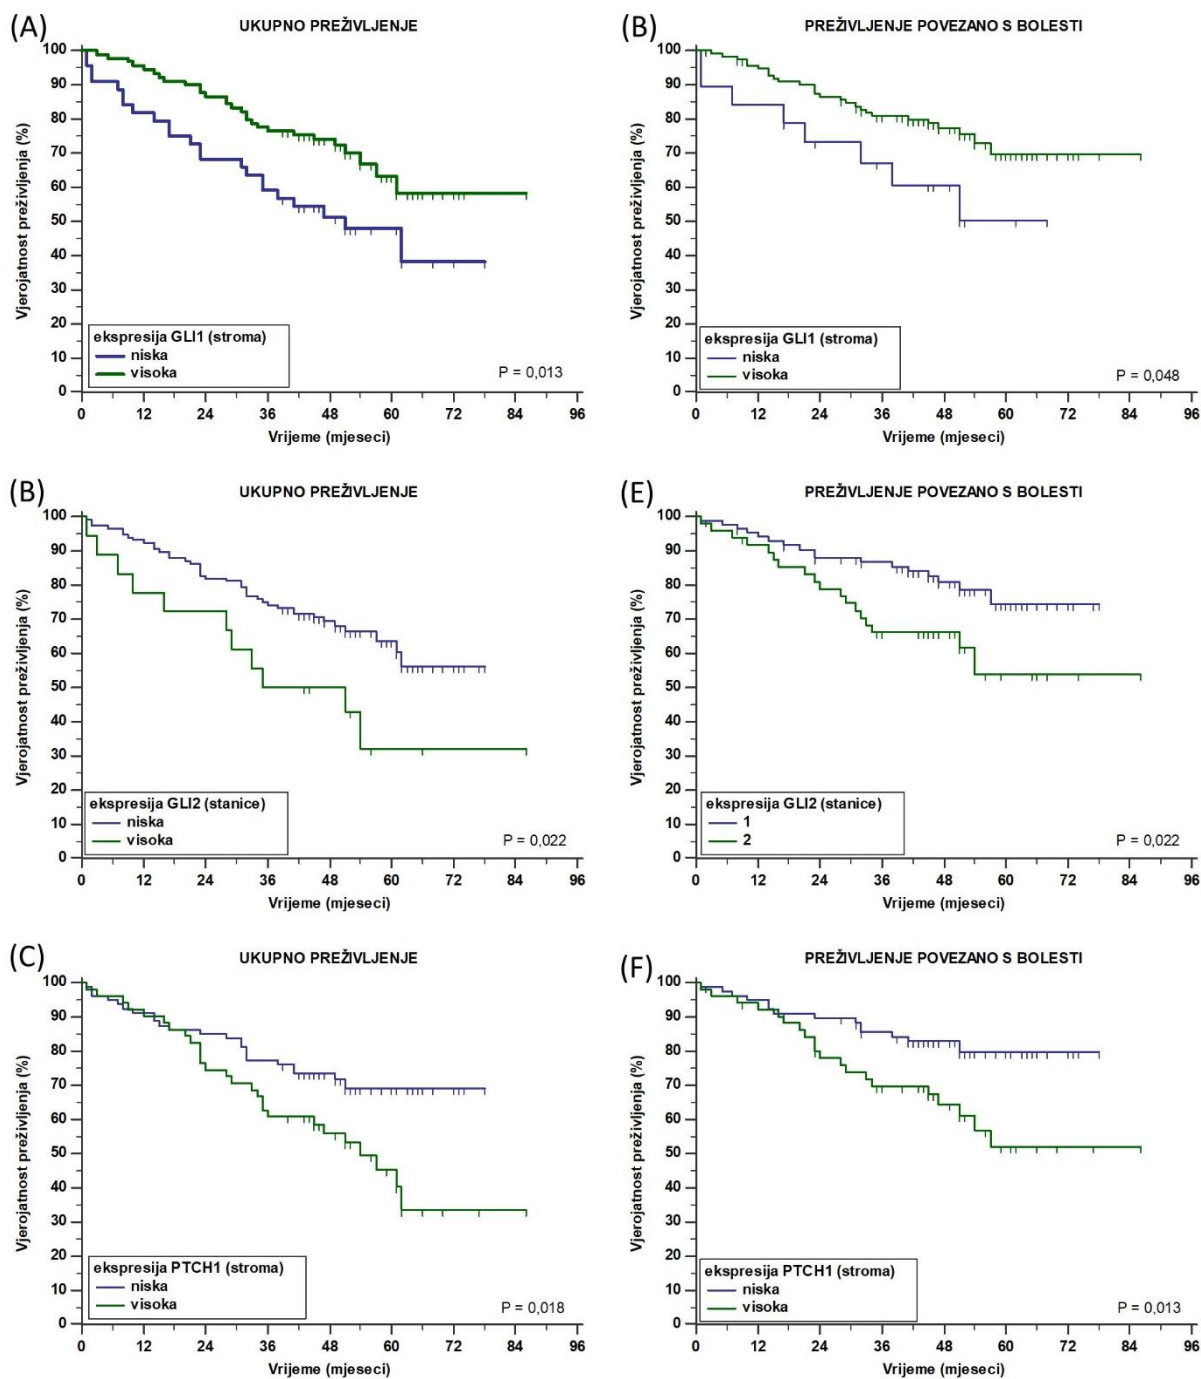 (A)
UKUPNO PREŽIVLJENJE
Vjerojatnost preživljenja (%)
100
90
80
70
60
50
40
30
20
10
0
ekspresija GLI1 (stroma)
niska
visoka
P = 0,013
0 12 24 36 48 60 72 84 96
Vrijeme (mjeseci)
(B)
PREŽIVLJENJE POVEZANO S BOLESTI
Vjerojatnost preživljenja (%)
100
90
80
70
60
50
40
30
20
10
0
ekspresija GLI1 (stroma)
niska
visoka
P = 0,048
0 12 24 36 48 60 72 84 96
Vrijeme (mjeseci)
(B)
UKUPNO PREŽIVLJENJE
Vjerojatnost preživljenja (%)
100
90
80
70
60
50
40
30
20
10
0
ekspresija GLI2 (stanice)
niska
visoka
P = 0,022
0 12 24 36 48 60 72 84 96
Vrijeme (mjeseci)
(E)
PREŽIVLJENJE POVEZANO S BOLESTI
Vjerojatnost preživljenja (%)
100
90
80
70
60
50
40
30
20
10
0
ekspresija GLI2 (stanice)
1
2
P = 0,022
0 12 24 36 48 60 72 84 96
Vrijeme (mjeseci)
(C)
UKUPNO PREŽIVLJENJE
Vjerojatnost preživljenja (%)
100
90
80
70
60
50
40
30
20
10
0
ekspresija PTCH1 (stroma)
niska
visoka
P = 0,018
0 12 24 36 48 60 72 84 96
Vrijeme (mjeseci)
(F)
PREŽIVLJENJE POVEZANO S BOLESTI
Vjerojatnost preživljenja (%)
100
90
80
70
60
50
40
30
20
10
0
ekspresija PTCH1 (stroma)
niska
visoka
P = 0,013
0 12 24 36 48 60 72 84 96
Vrijeme (mjeseci)